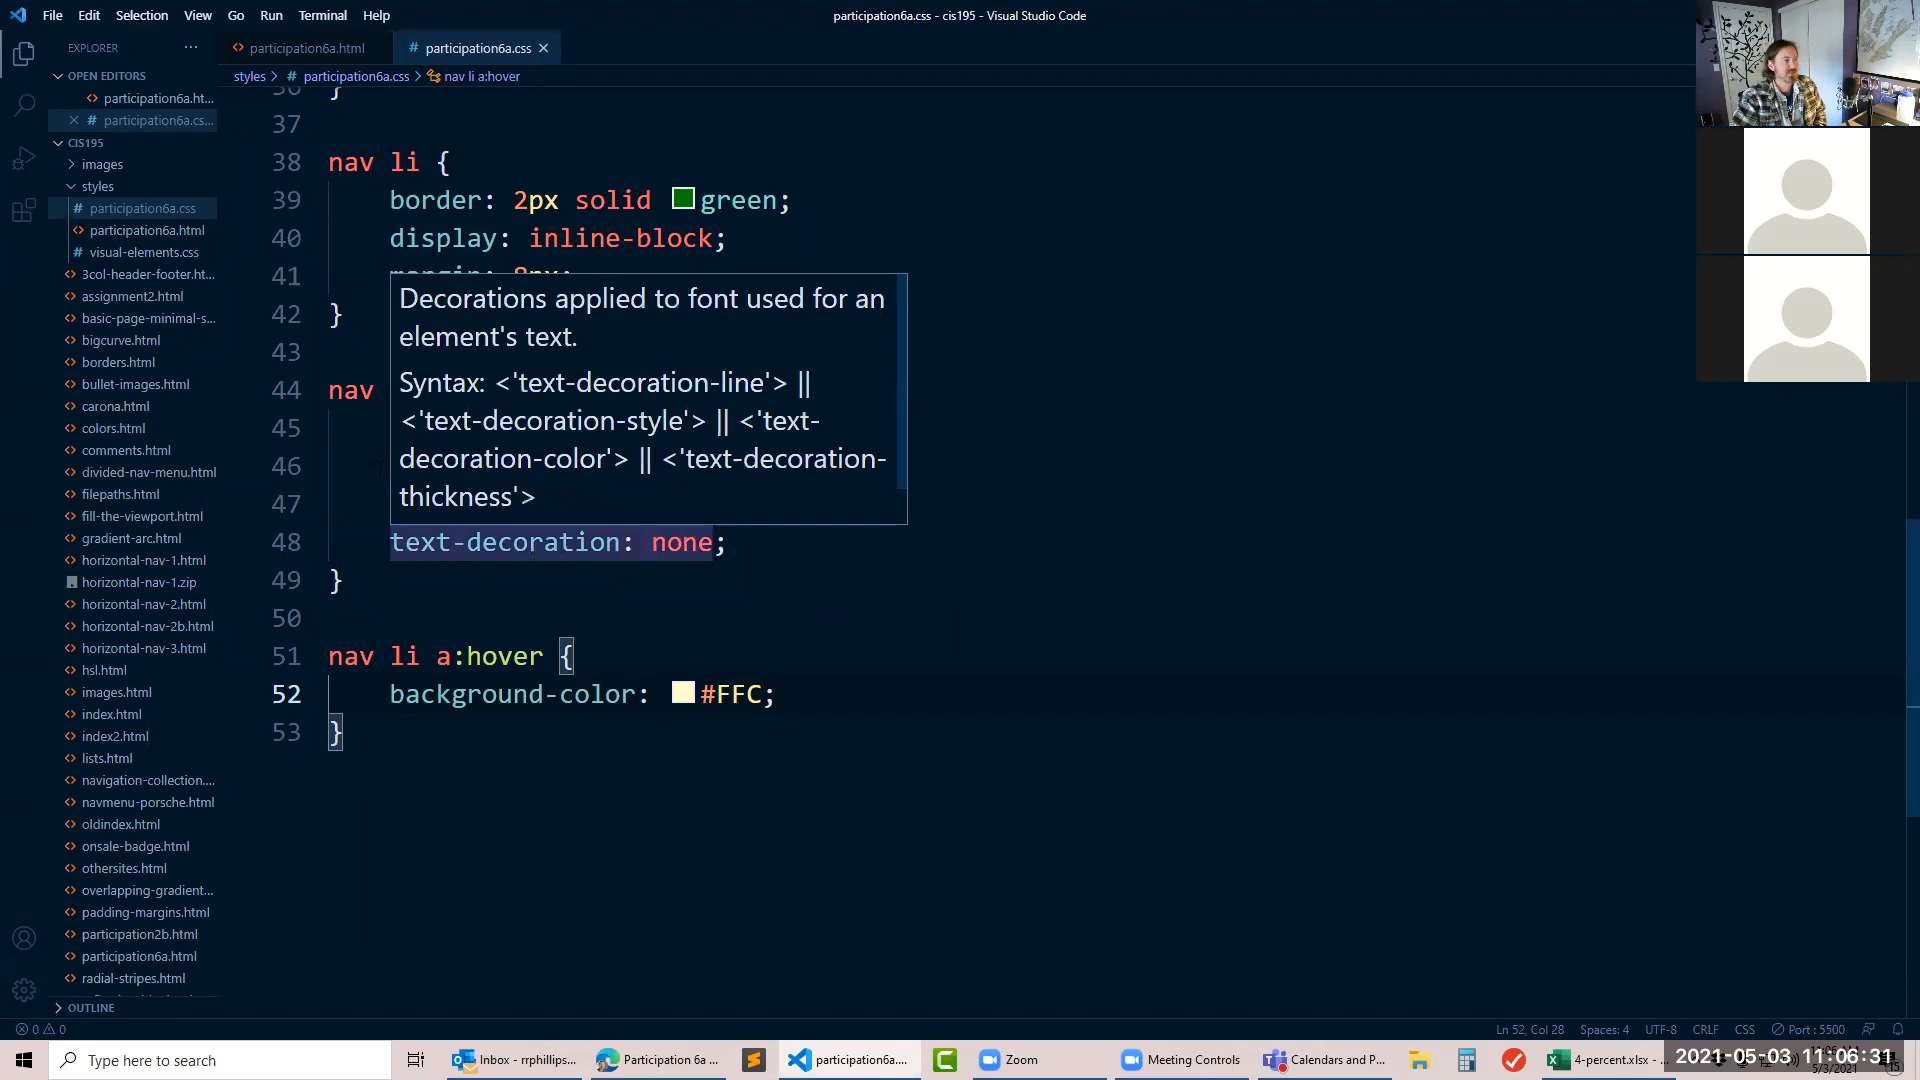 File Edit Selection View Go Run Terminal Help
participation6a.css - cis195 - Visual Studio Code
EXPLORER ···
participation6a.html
# participation6a.css
OPEN EDITORS
participation6a.ht...
# participation6a.cs...
CIS195
images
styles
# participation6a.css
participation6a.html
# visual-elements.css
3col-header-footer.ht...
assignment2.html
basic-page-minimal-s...
bigcurve.html
borders.html
bullet-images.html
carona.html
colors.html
comments.html
divided-nav-menu.html
filepaths.html
fill-the-viewport.html
gradient-arc.html
horizontal-nav-1.html
horizontal-nav-1.zip
horizontal-nav-2.html
horizontal-nav-2b.html
horizontal-nav-3.html
hsl.html
images.html
index.html
index2.html
lists.html
navigation-collection....
navmenu-porsche.html
oldindex.html
onsale-badge.html
othersites.html
overlapping-gradient...
padding-margins.html
participation2b.html
participation6a.html
radial-stripes.html
OUTLINE
styles > # participation6a.css > nav li a:hover
36 }
37
38 nav li {
39 border: 2px solid green;
40 display: inline-block;
41 margin: 8px;
42 }
43
44 nav
45
46
47
Decorations applied to font used for an
element's text.
Syntax: <'text-decoration-line'> ||
<'text-decoration-style'> || <'text-
decoration-color'> || <'text-decoration-
thickness'>
48 text-decoration: none;
49 }
50
51 nav li a:hover {
52 background-color: #FFC;
53 }
0 0
Ln 52, Col 28 Spaces: 4 UTF-8 CRLF CSS Port : 5500
Type here to search
Inbox - rrphillips...
Participation 6a ...
participation6a....
Zoom
Meeting Controls
Calendars and P...
4-percent.xlsx - ...
2021-05-03 11:06:31
5/3/2021
15